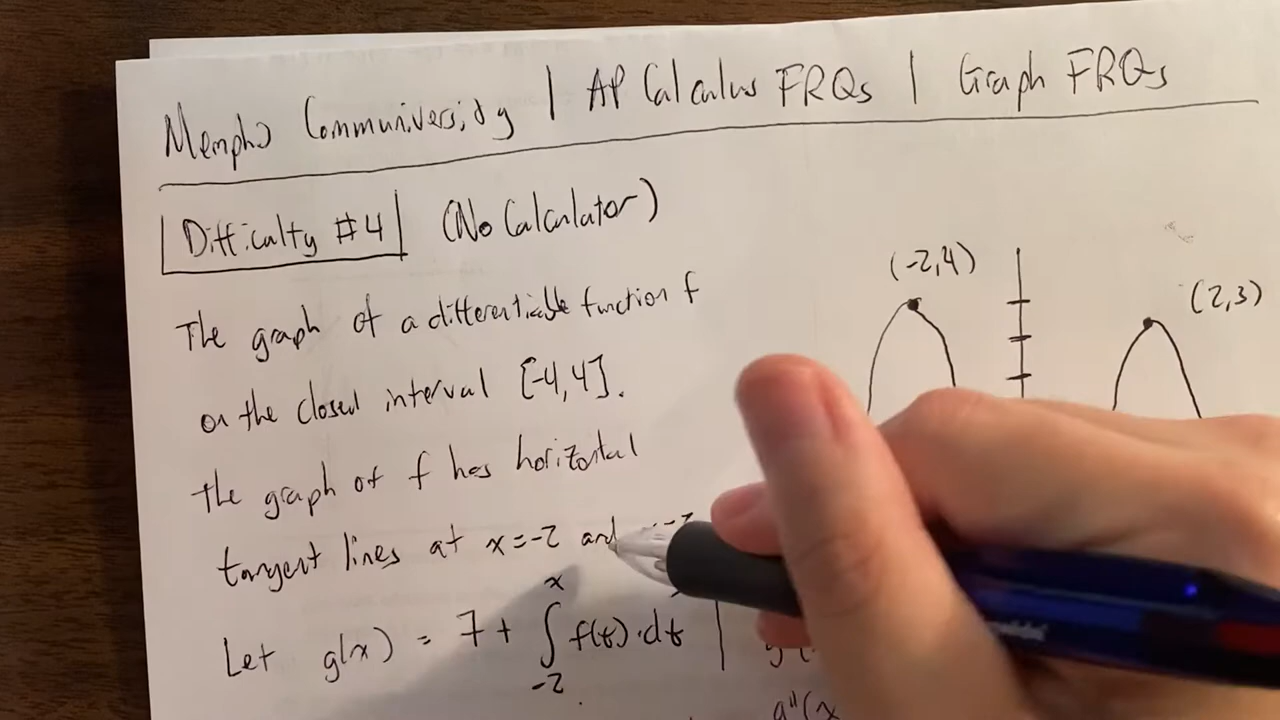 Memphis Communiversity | AP Calculus FRQs | Graph FRQs
Difficulty #4 (No Calculator)
The graph of a differentiable function f
on the closed interval [-4,4].
The graph of f has horizontal
tangent lines at x=-2 and
Let g(x) = 7 + ∫_{-2}^{x} f(t)·dt
(-2,4)
(2,3)
g''(x